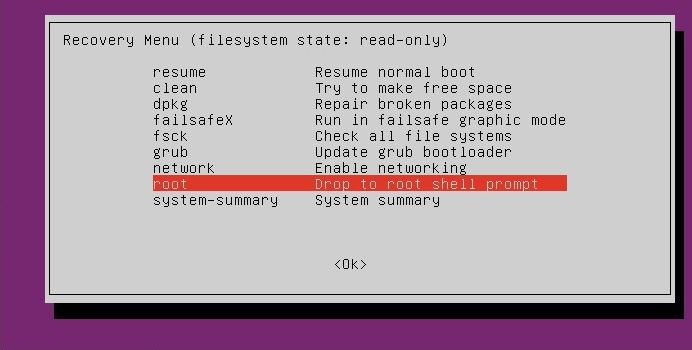 Recovery Menu (filesystem state: read-only)
resume Resume normal boot
clean Try to make free space
dpkg Repair broken packages
failsafeX Run in failsafe graphic mode
fsck Check all file systems
grub Update grub bootloader
network Enable networking
root Drop to root shell prompt
system-summary System summary
<Ok>